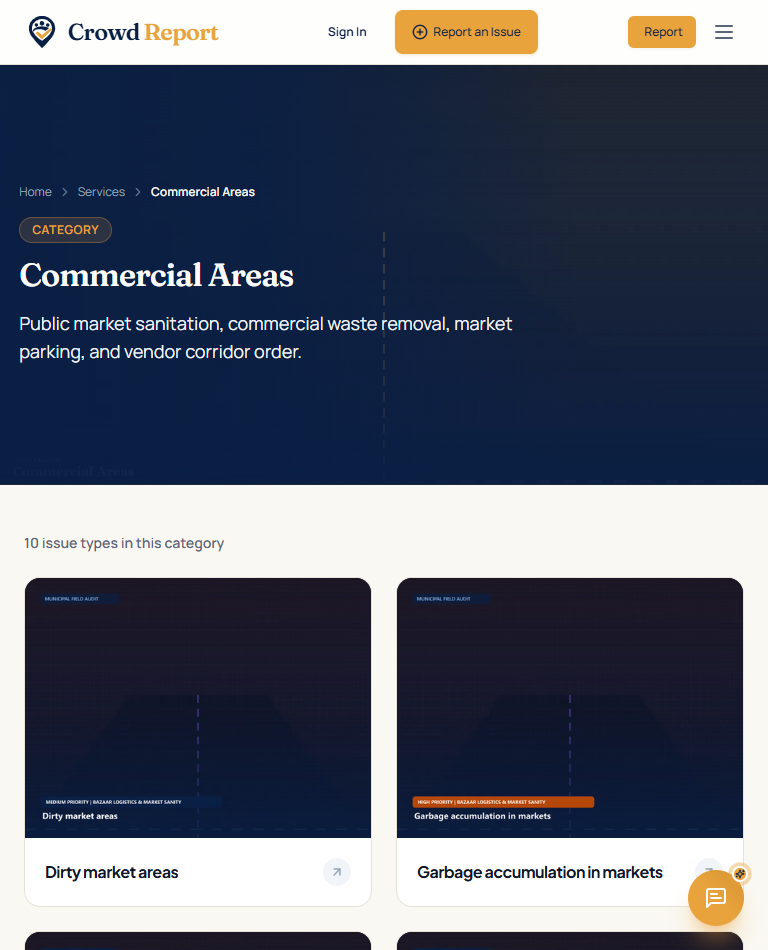 Crowd Report
Sign In
Report an Issue
Report
Home > Services > Commercial Areas
CATEGORY
Commercial Areas
Public market sanitation, commercial waste removal, market
parking, and vendor corridor order.
Commercial Areas
10 issue types in this category
MUNICIPAL FIELD AUDIT
MEDIUM PRIORITY | BAZAAR LOGISTICS & MARKET SANITY
Dirty market areas
Dirty market areas
MUNICIPAL FIELD AUDIT
HIGH PRIORITY | BAZAAR LOGISTICS & MARKET SANITY
Garbage accumulation in markets
Garbage accumulation in markets